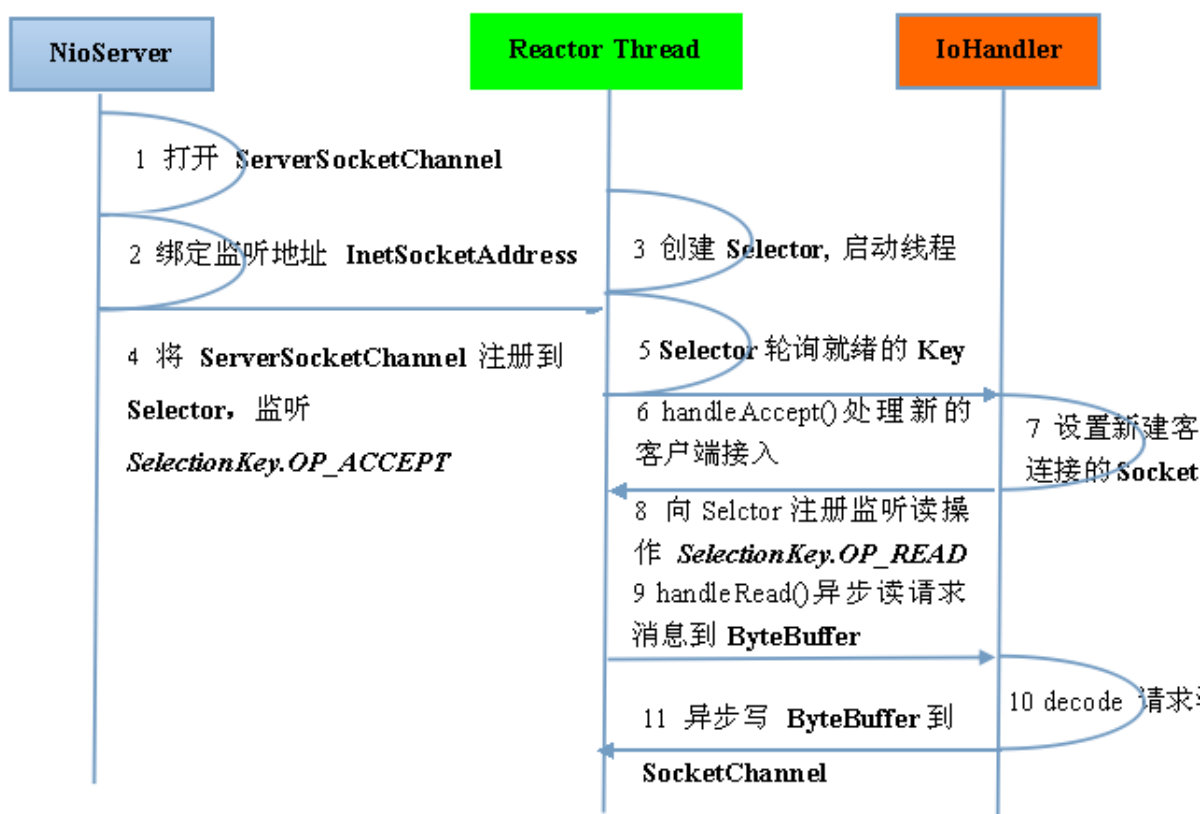 NioServer
Reactor Thread
IoHandler
1 打开 ServerSocketChannel
2 绑定监听地址 InetSocketAddress
3 创建 Selector, 启动线程
4 将 ServerSocketChannel 注册到
Selector，监听
SelectionKey.OP_ACCEPT
5 Selector 轮询就绪的 Key
6 handleAccept()处理新的
客户端接入
7 设置新建客
连接的 Socket
8 向 Selctor 注册监听读操
作 SelectionKey.OP_READ
9 handleRead()异步读请求
消息到 ByteBuffer
10 decode 请求
11 异步写 ByteBuffer 到
SocketChannel